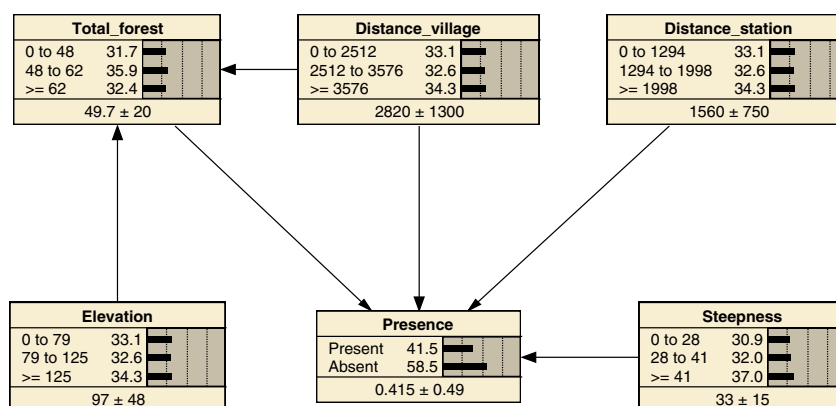 Total_forest
0 to 48 31.7
48 to 62 35.9
>= 62 32.4
49.7 ± 20
Distance_village
0 to 2512 33.1
2512 to 3576 32.6
>= 3576 34.3
2820 ± 1300
Distance_station
0 to 1294 33.1
1294 to 1998 32.6
>= 1998 34.3
1560 ± 750
Elevation
0 to 79 33.1
79 to 125 32.6
>= 125 34.3
97 ± 48
Presence
Present 41.5
Absent 58.5
0.415 ± 0.49
Steepness
0 to 28 30.9
28 to 41 32.0
>= 41 37.0
33 ± 15